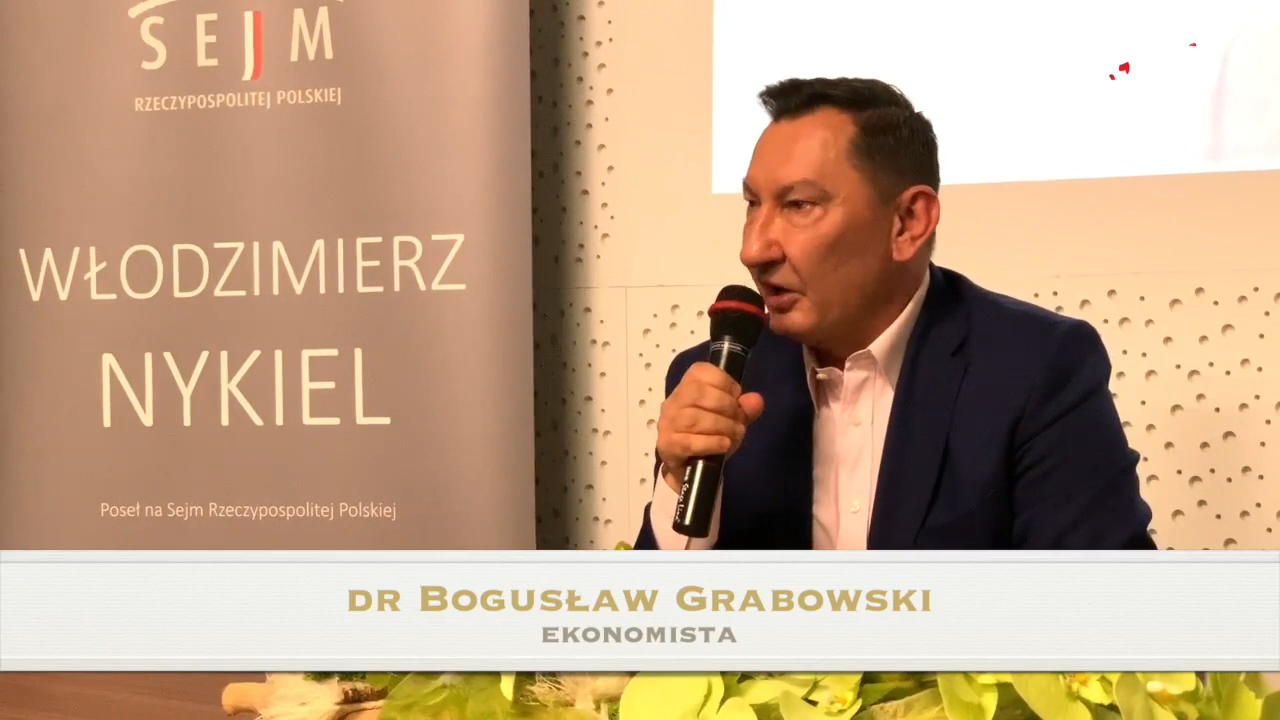 SEJM
RZECZYPOSPOLITEJ POLSKIEJ
WŁODZIMIERZ
NYKIEL
Poseł na Sejm Rzeczypospolitej Polskiej
DR BOGUSŁAW GRABOWSKI
EKONOMISTA